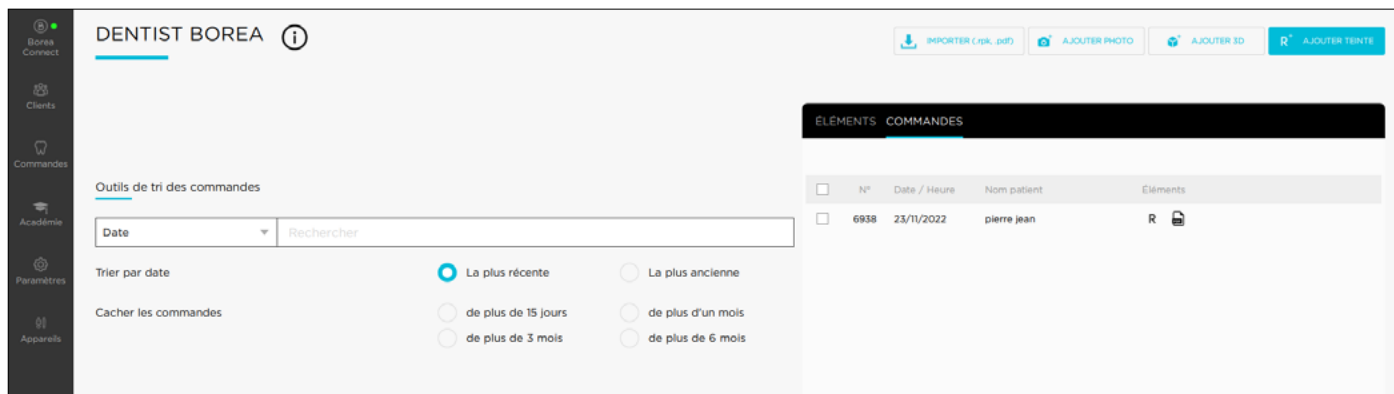 Borea
Connect
Clients
Commandes
Académie
Paramètres
Appareils
DENTIST BOREA
IMPORTER (.rpk, .pdf)
AJOUTER PHOTO
AJOUTER 3D
R+ AJOUTER TEINTE
Outils de tri des commandes
Date Rechercher
Trier par date La plus récente La plus ancienne
Cacher les commandes de plus de 15 jours de plus d'un mois
de plus de 3 mois de plus de 6 mois
ÉLÉMENTS COMMANDES
N° Date / Heure Nom patient Éléments
6938 23/11/2022 pierre jean R